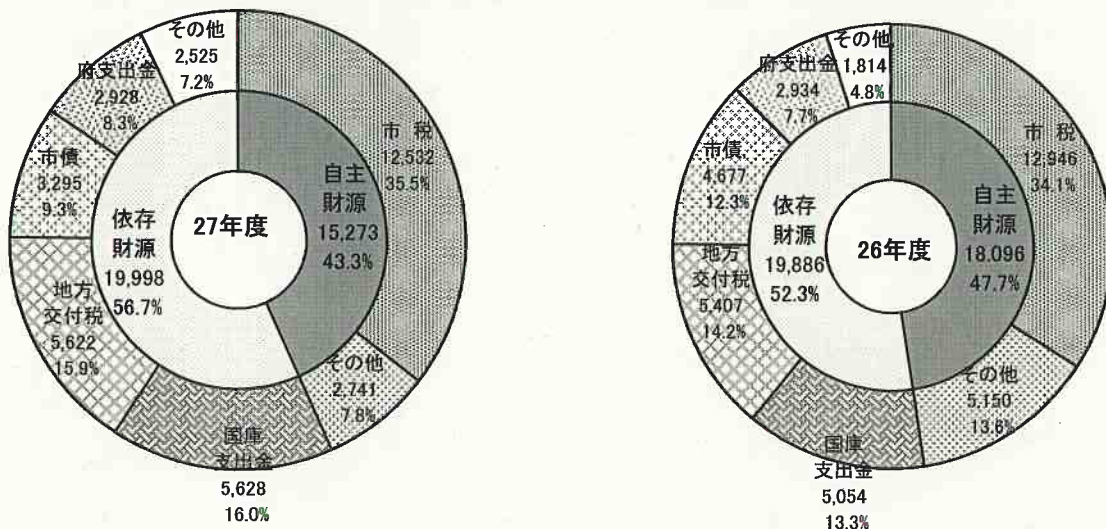 27年度
自主
財源
15,273
43.3%
依存
財源
19,998
56.7%
市 税
12,532
35.5%
その他
2,741
7.8%
国庫
支出金
5,628
16.0%
地方
交付税
5,622
15.9%
市債
3,295
9.3%
府支出金
2,928
8.3%
その他
2,525
7.2%
26年度
自主
財源
18.096
47.7%
依存
財源
19,886
52.3%
市 税
12,946
34.1%
その他
5,150
13.6%
国庫
支出金
5,054
13.3%
地方
交付税
5,407
14.2%
市債
4,677
12.3%
府支出金
2,934
7.7%
その他
1,814
4.8%